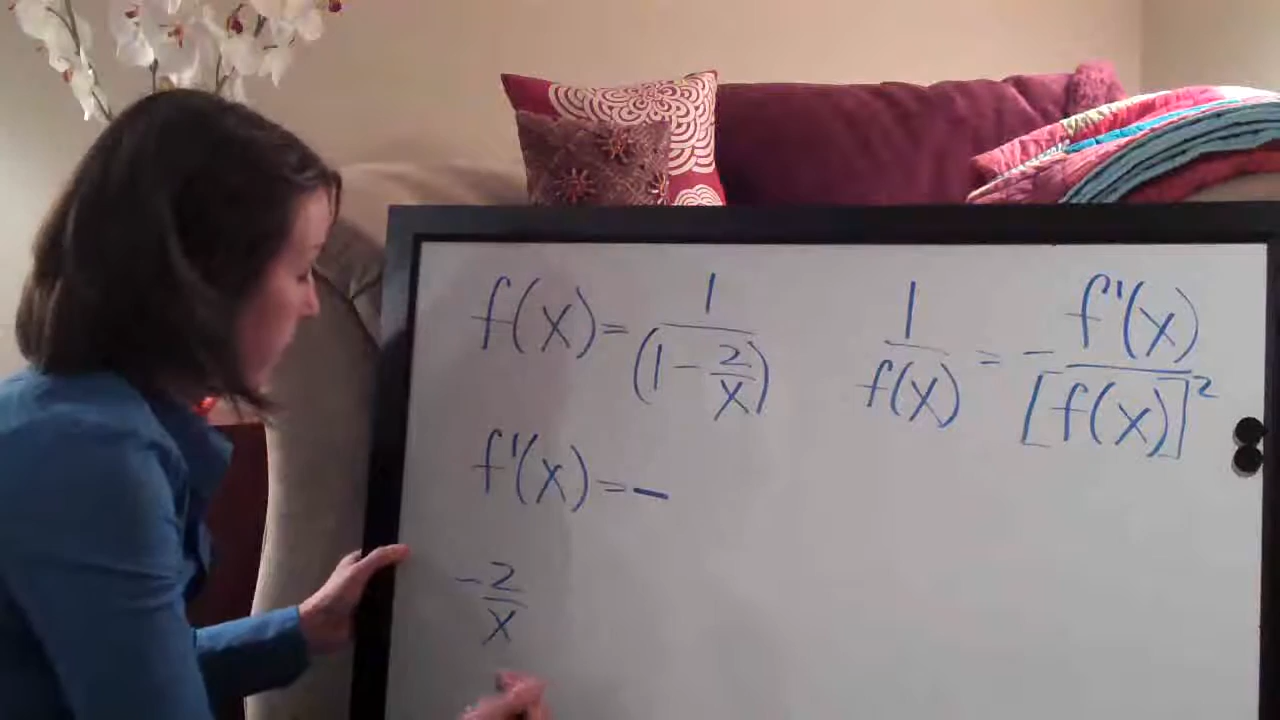 f(x) = 1/(1 - 2/x)
1/f(x) = - f'(x)/[f(x)]²
f'(x) = -
-2/x